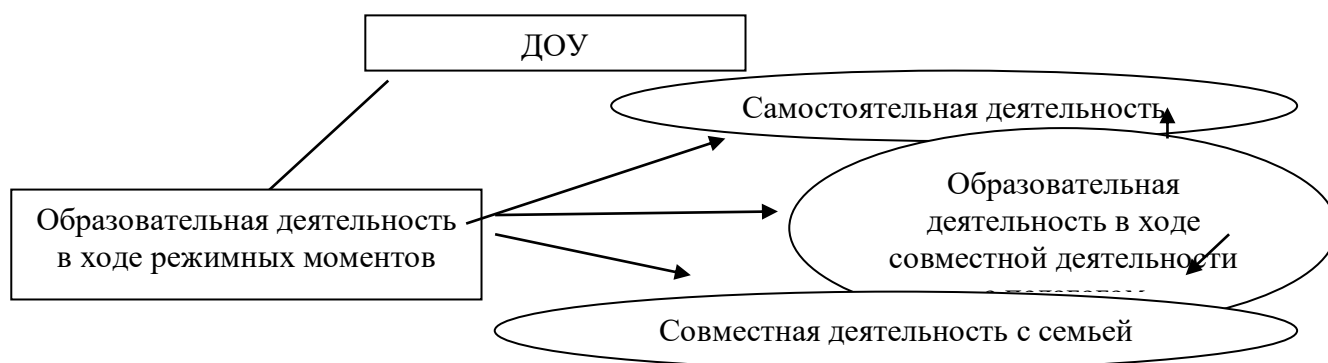 ДОУ
Самостоятельная деятельность
Образовательная деятельность
в ходе режимных моментов
Образовательная
деятельность в ходе
совместной деятельности
Совместная деятельность с семьей